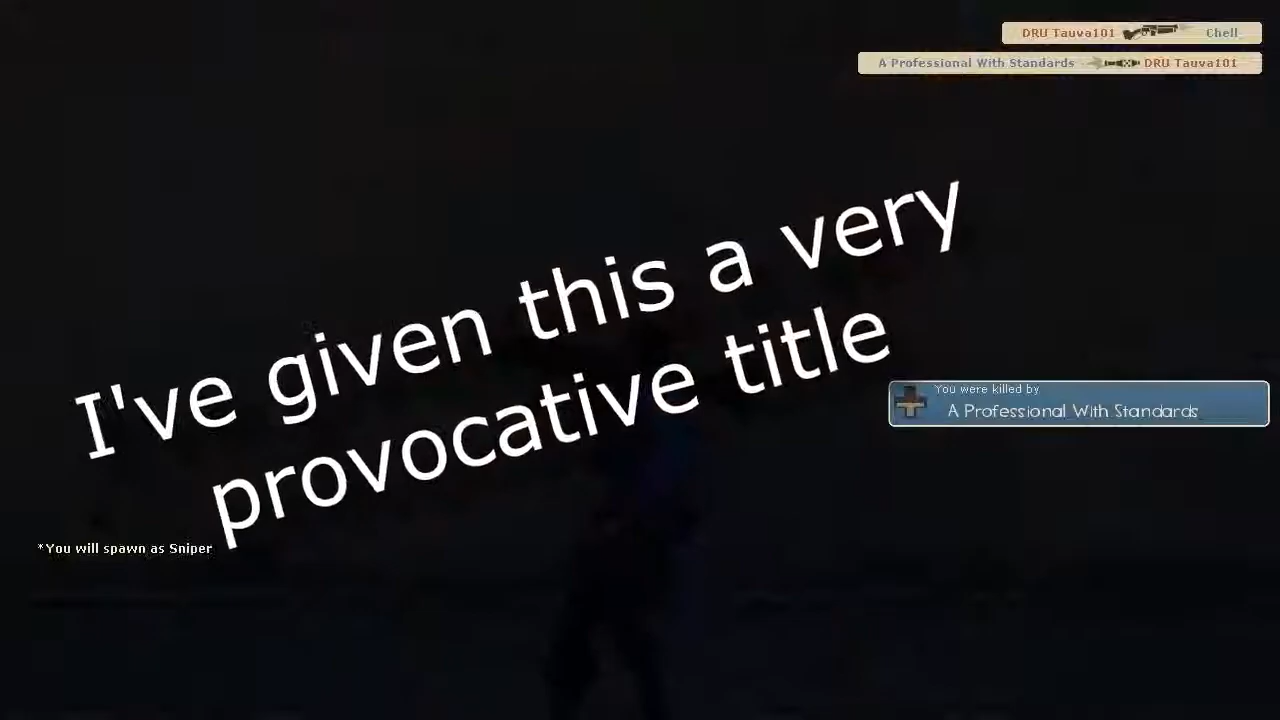 DRU Tauva101 Chell
A Professional With Standards DRU Tauva101
I've given this a very
provocative title
You were killed by
A Professional With Standards
*You will spawn as Sniper